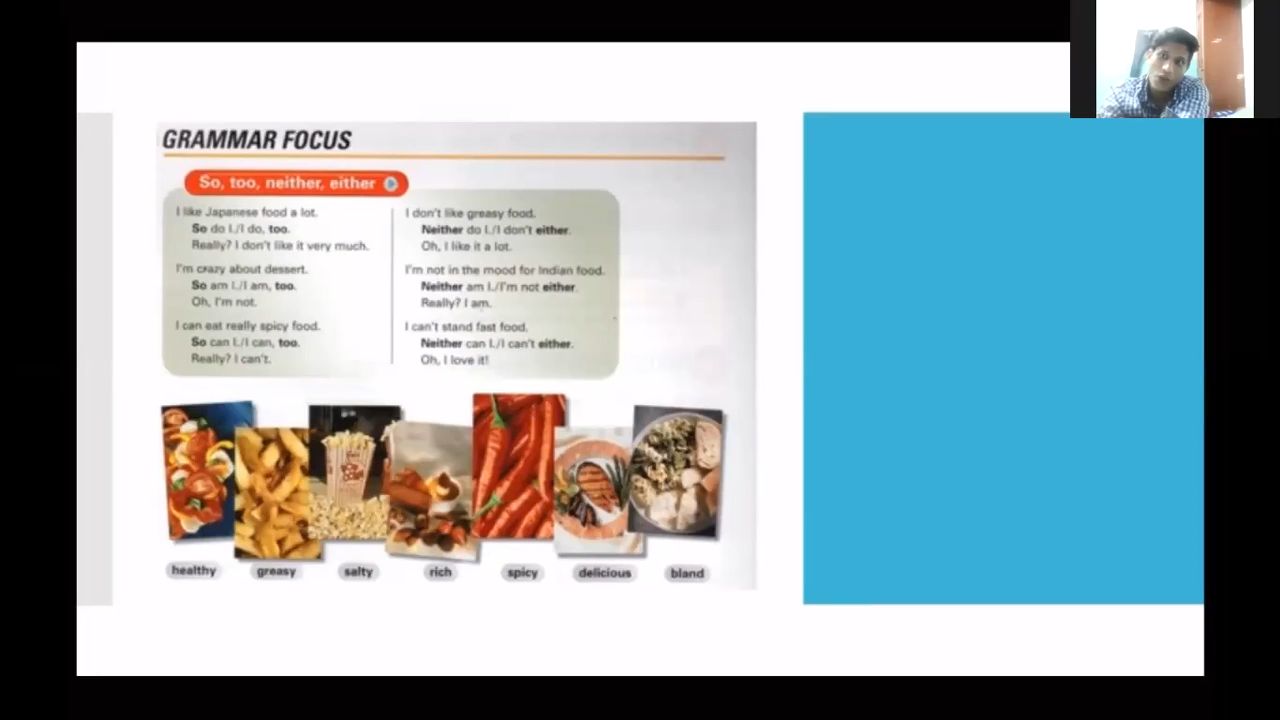 GRAMMAR FOCUS
So, too, neither, either
I like Japanese food a lot.
So do I./I do, too.
Really? I don't like it very much.
I'm crazy about dessert.
So am I./I am, too.
Oh, I'm not.
I can eat really spicy food.
So can I./I can, too.
Really? I can't.
I don't like greasy food.
Neither do I./I don't either.
Oh, I like it a lot.
I'm not in the mood for Indian food.
Neither am I./I'm not either.
Really? I am.
I can't stand fast food.
Neither can I./I can't either.
Oh, I love it!
POP CORN
healthy greasy salty rich spicy delicious bland